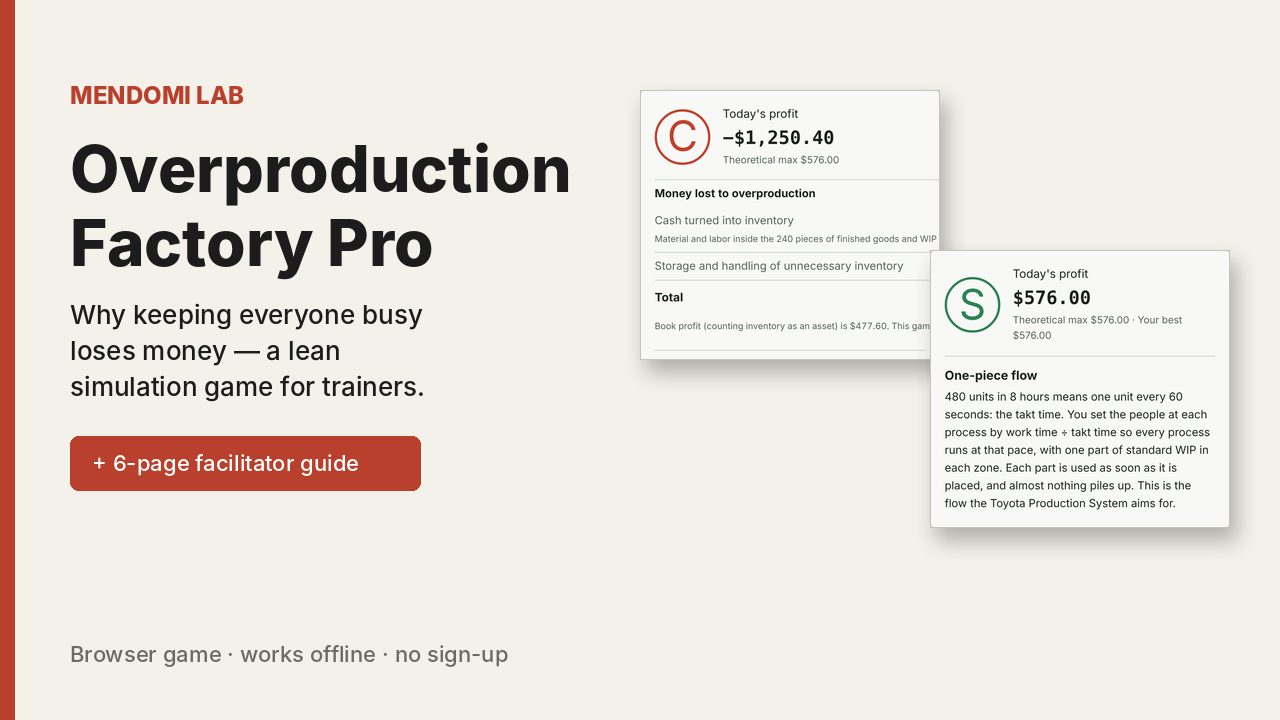 MENDOMI LAB
Overproduction
Factory Pro
Why keeping everyone busy
loses money — a lean
simulation game for trainers.
+ 6-page facilitator guide
Browser game · works offline · no sign-up
C
Today's profit
−$1,250.40
Theoretical max $576.00
Money lost to overproduction
Cash turned into inventory
Material and labor inside the 240 pieces of finished goods and WIP
Storage and handling of unnecessary inventory
Total
Book profit (counting inventory as an asset) is $477.60. This gam
S
Today's profit
$576.00
Theoretical max $576.00 · Your best
$576.00
One-piece flow
480 units in 8 hours means one unit every 60
seconds: the takt time. You set the people at each
process by work time ÷ takt time so every process
runs at that pace, with one part of standard WIP in
each zone. Each part is used as soon as it is
placed, and almost nothing piles up. This is the
flow the Toyota Production System aims for.